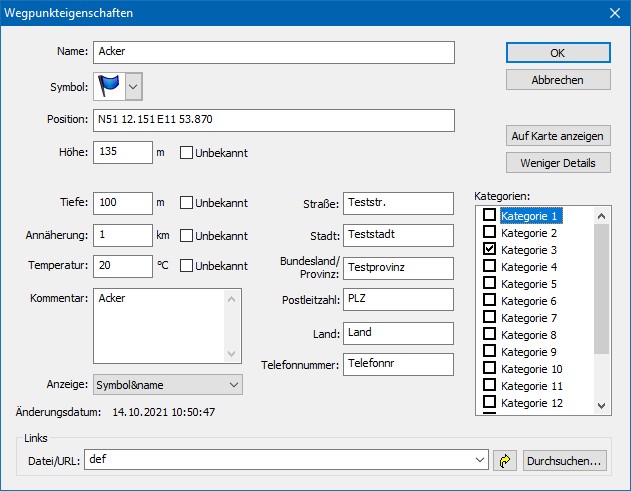 Wegpunkteigenschaften
Name: Acker
OK
Symbol:
Abbrechen
Position: N51 12.151 E11 53.870
Auf Karte anzeigen
Höhe: 135 m Unbekannt
Weniger Details
Tiefe: 100 m Unbekannt
Annäherung: 1 km Unbekannt
Temperatur: 20 °C Unbekannt
Kommentar: Acker
Anzeige: Symbol&name
Änderungsdatum: 14.10.2021 10:50:47
Straße: Teststr.
Stadt: Teststadt
Bundesland/
Provinz: Testprovinz
Postleitzahl: PLZ
Land: Land
Telefonnummer: Telefonnr
Kategorien:
Kategorie 1
Kategorie 2
Kategorie 3
Kategorie 4
Kategorie 5
Kategorie 6
Kategorie 7
Kategorie 8
Kategorie 9
Kategorie 10
Kategorie 11
Kategorie 12
Links
Datei/URL: def
Durchsuchen...